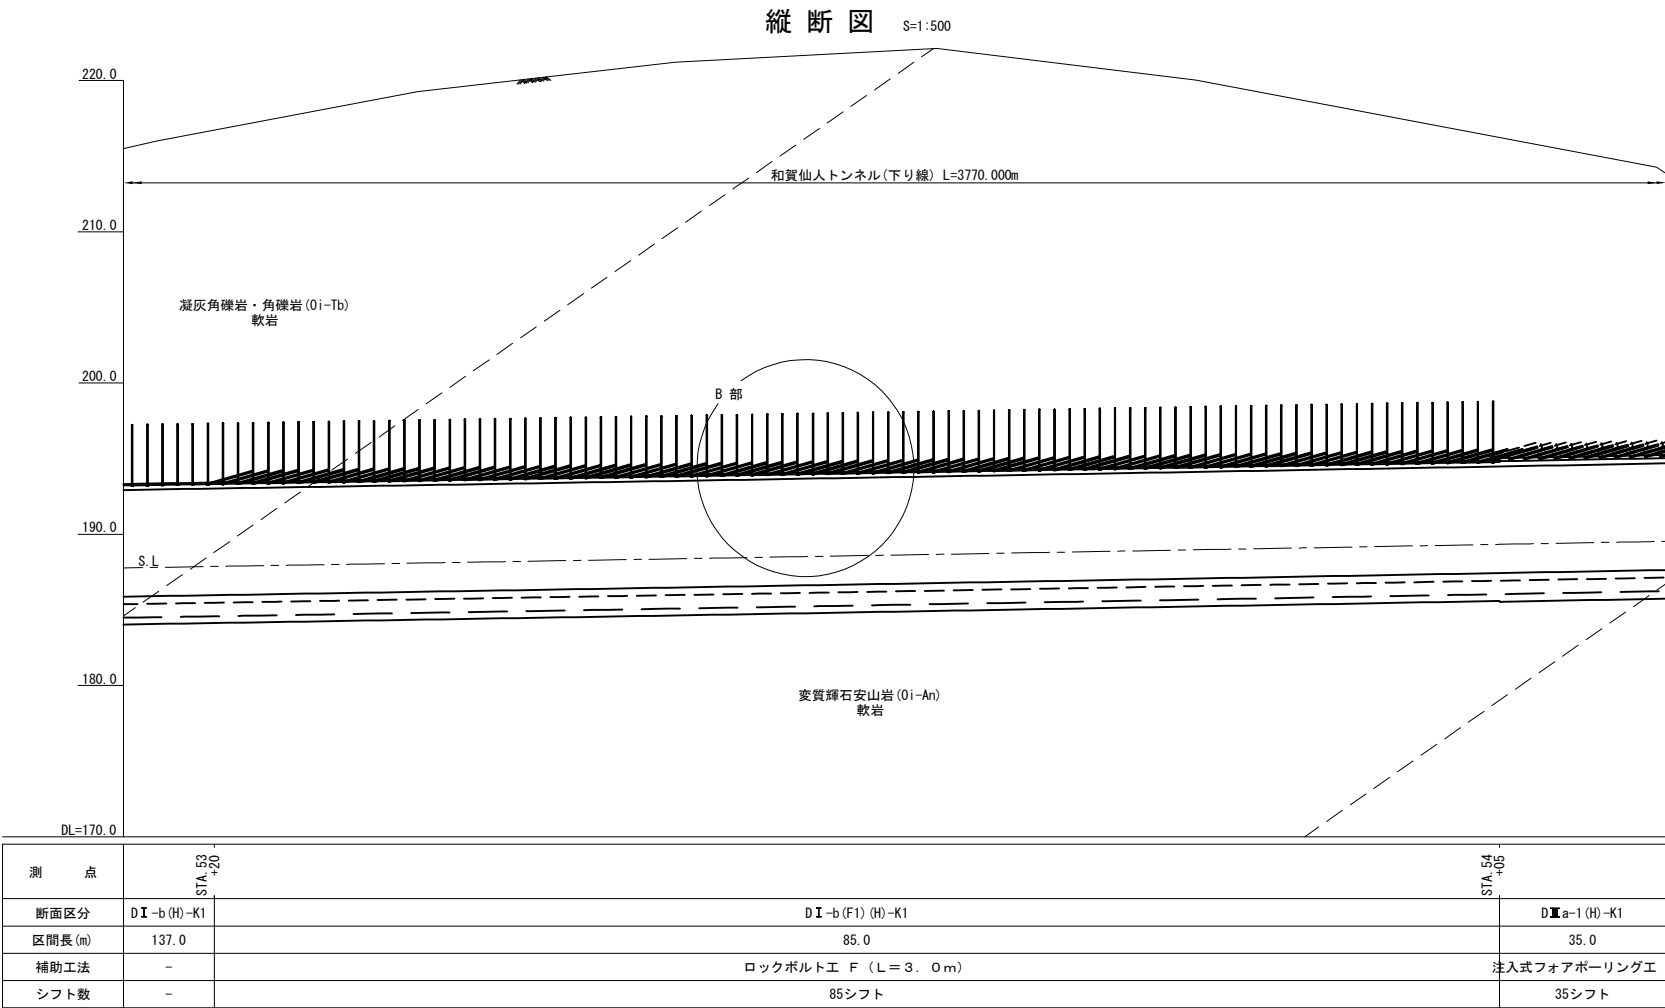 縦断図 S=1:500
220.0
和賀仙人トンネル(下り線) L=3770.000m
210.0
凝灰角礫岩・角礫岩(Oi-Tb)
軟岩
200.0
B 部
190.0
S.L
180.0
変質輝石安山岩(Oi-An)
軟岩
DL=170.0
測 点 STA.53 +20 STA.54 +05
断面区分 DⅠ-b(H)-K1 DⅠ-b(F1)(H)-K1 DⅢa-1(H)-K1
区間長(m) 137.0 85.0 35.0
補助工法 - ロックボルト工 F (L=3.0m) 注入式フォアポーリング工
シフト数 - 85シフト 35シフト